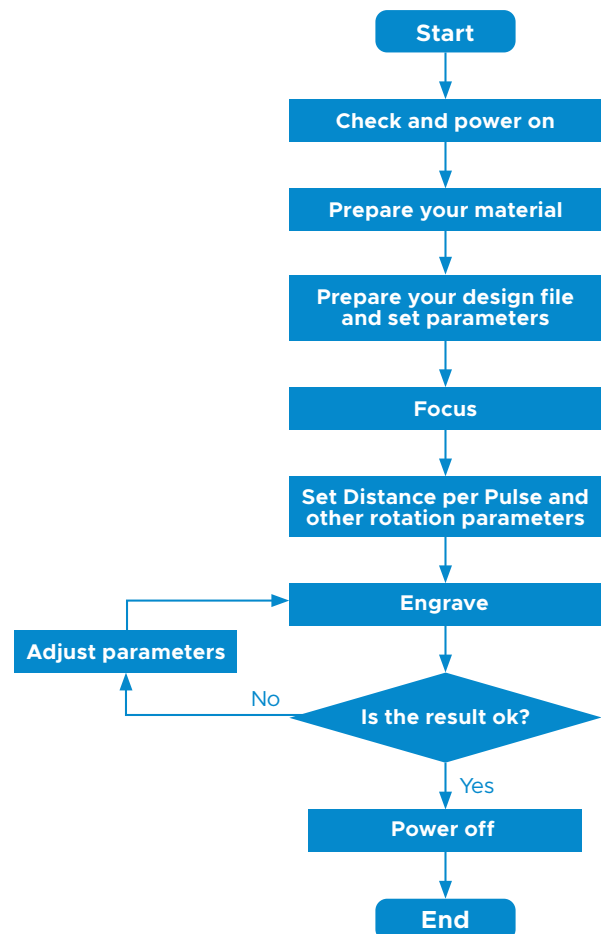 Start
Check and power on
Prepare your material
Prepare your design file
and set parameters
Focus
Set Distance per Pulse and
other rotation parameters
Engrave
Adjust parameters
No
Is the result ok?
Yes
Power off
End